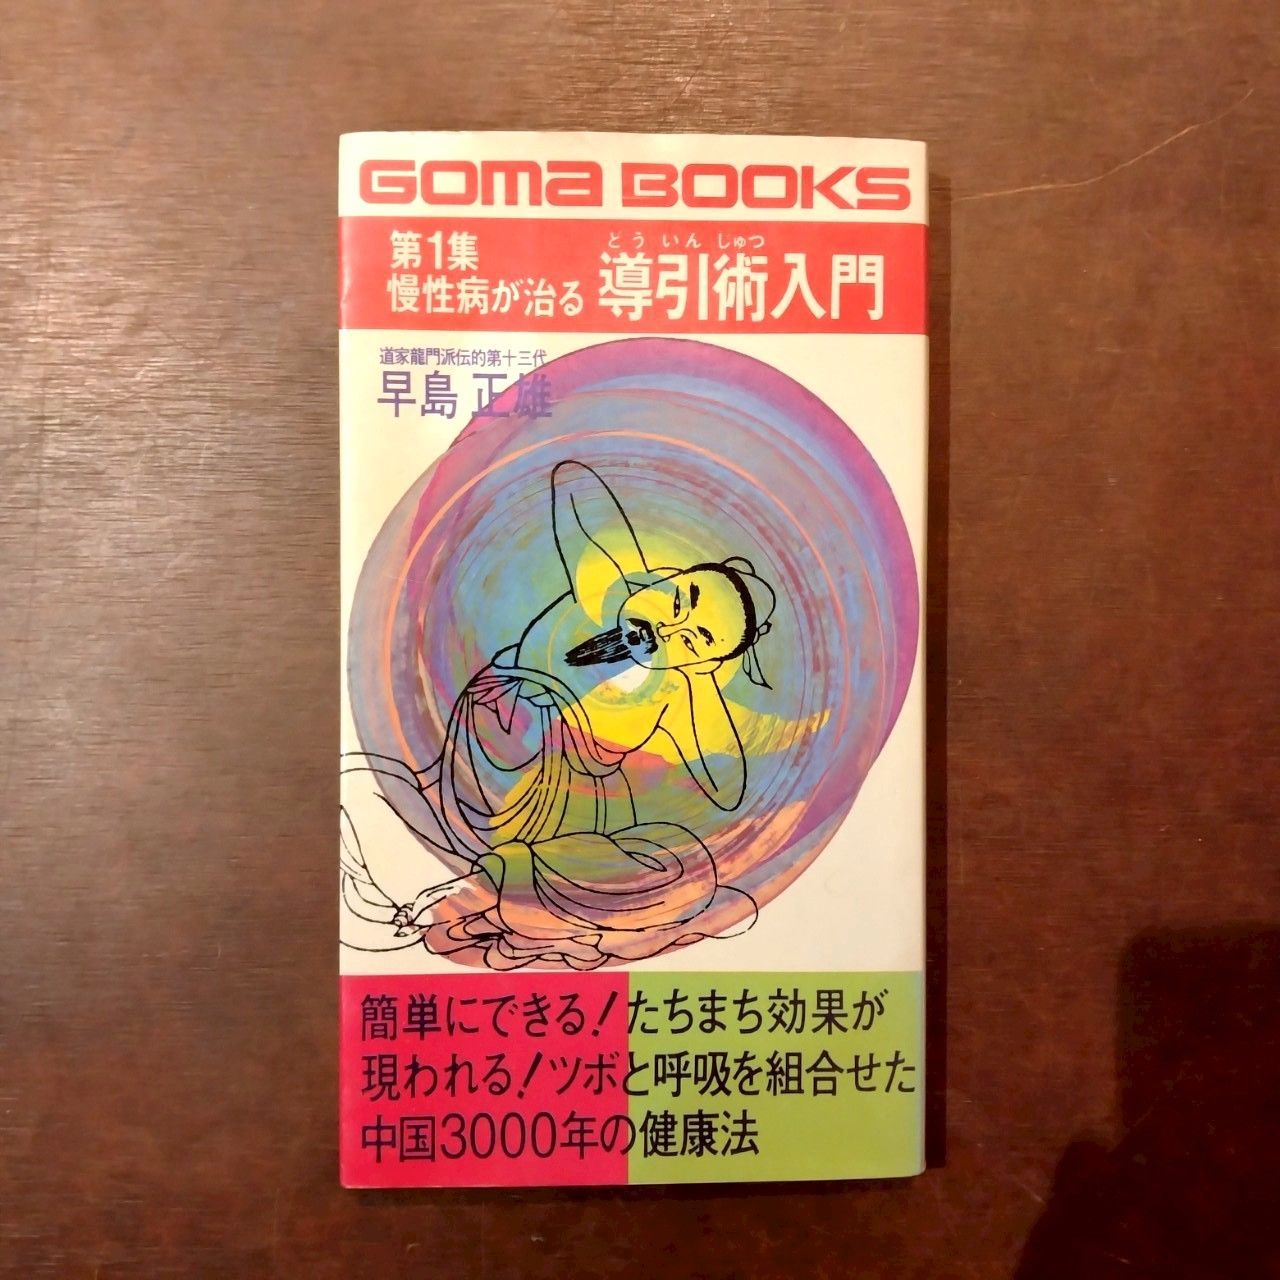 GOMA BOOKS
第1集
慢性病が治る
どういんじゅつ
導引術入門
道家龍門派伝的第十三代
早島 正雄
簡単にできる!たちまち効果が
現われる!ツボと呼吸を組合せた
中国3000年の健康法